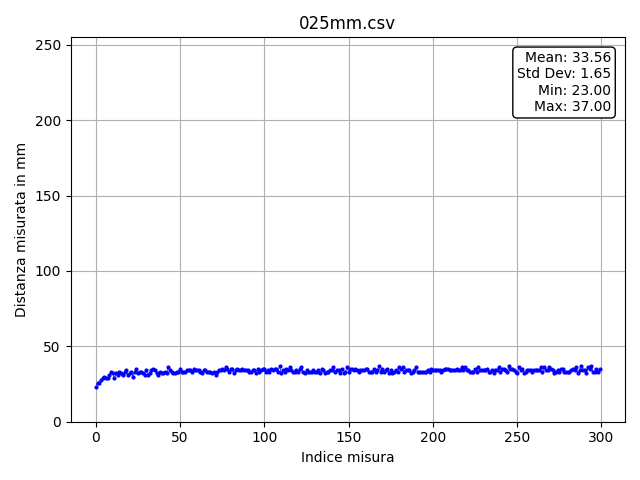 025mm.csv
Mean: 33.56
Std Dev: 1.65
Min: 23.00
Max: 37.00
Distanza misurata in mm
250
200
150
100
50
0
0 50 100 150 200 250 300
Indice misura